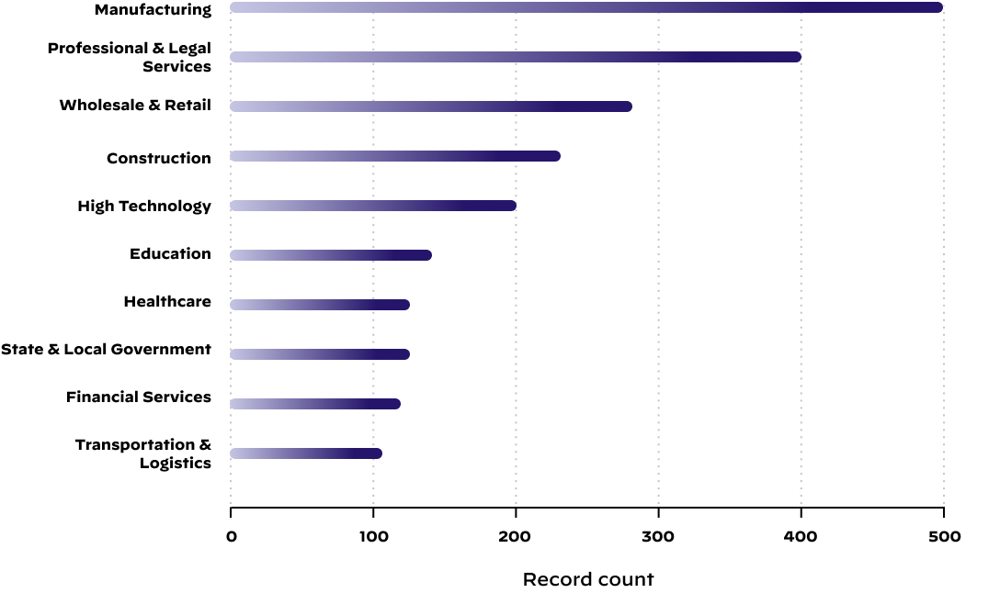 Manufacturing
Professional & Legal
Services
Wholesale & Retail
Construction
High Technology
Education
Healthcare
State & Local Government
Financial Services
Transportation &
Logistics
0 100 200 300 400 500
Record count